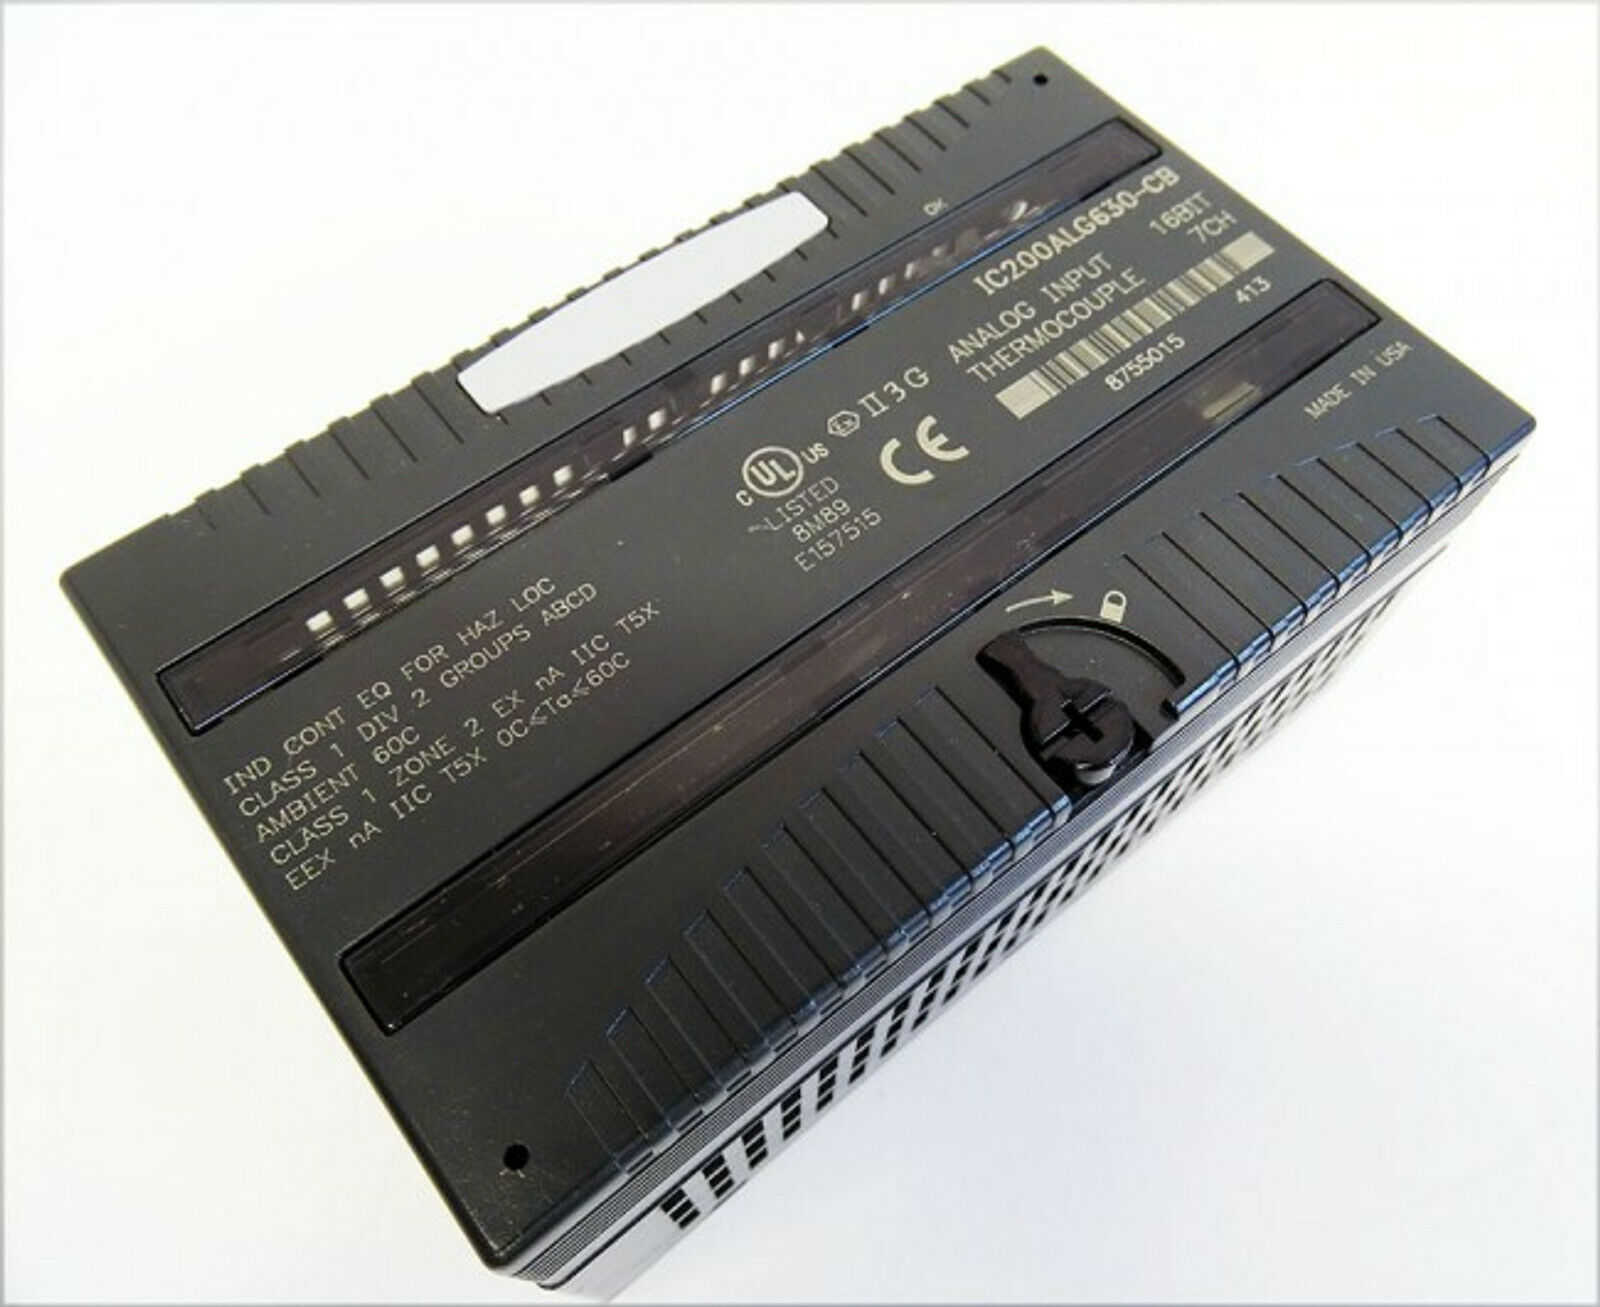 OK
IC200ALG630-CB
ANALOG INPUT 16BIT
THERMOCOUPLE 7CH
8755015 413
MADE IN USA
C UL US Ex II 3 G
LISTED CE
8M89
E157515
IND CONT EQ FOR HAZ LOC
CLASS 1 DIV 2 GROUPS ABCD
AMBIENT 60C
CLASS 1 ZONE 2 EX nA IIC T5X
EEX nA IIC T5X 0C≤Ta≤60C